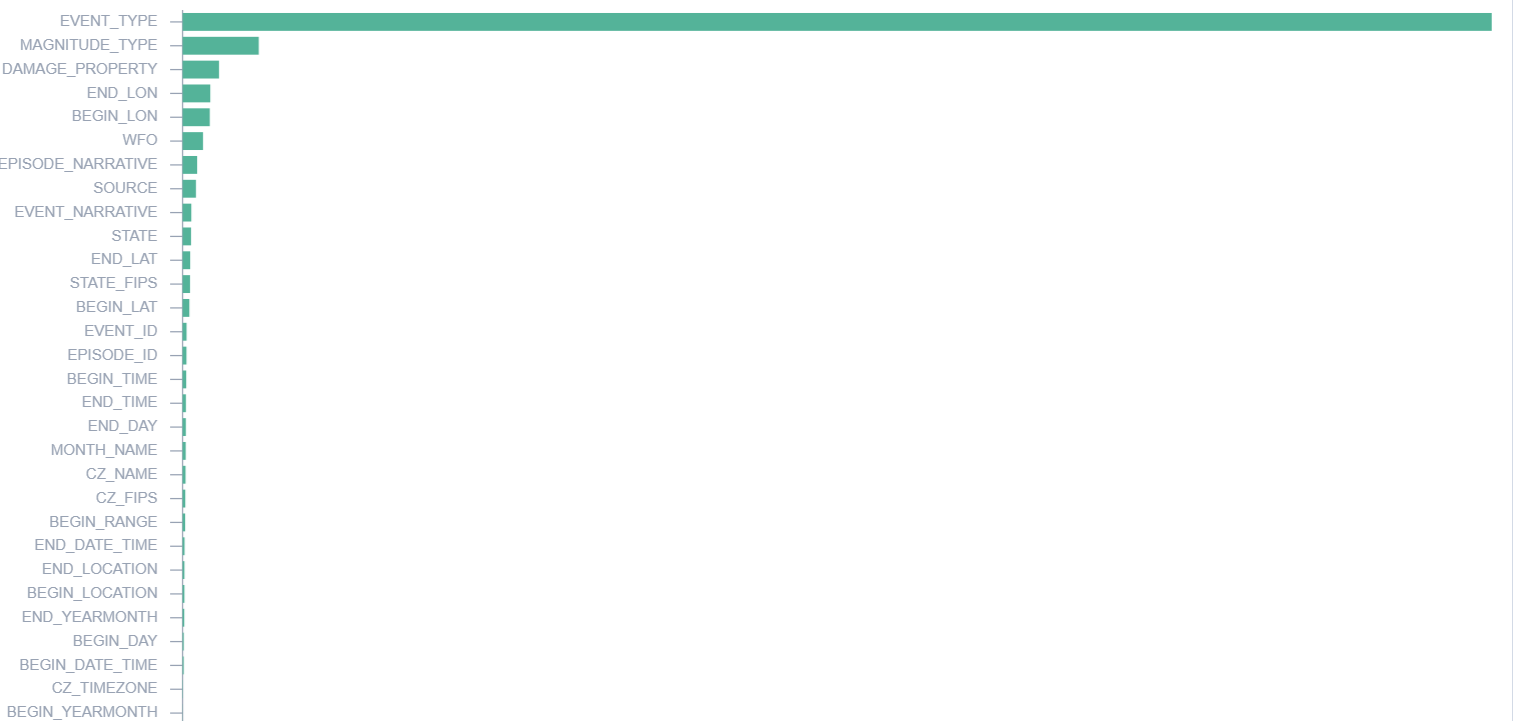 EVENT_TYPE
MAGNITUDE_TYPE
DAMAGE_PROPERTY
END_LON
BEGIN_LON
WFO
EPISODE_NARRATIVE
SOURCE
EVENT_NARRATIVE
STATE
END_LAT
STATE_FIPS
BEGIN_LAT
EVENT_ID
EPISODE_ID
BEGIN_TIME
END_TIME
END_DAY
MONTH_NAME
CZ_NAME
CZ_FIPS
BEGIN_RANGE
END_DATE_TIME
END_LOCATION
BEGIN_LOCATION
END_YEARMONTH
BEGIN_DAY
BEGIN_DATE_TIME
CZ_TIMEZONE
BEGIN_YEARMONTH